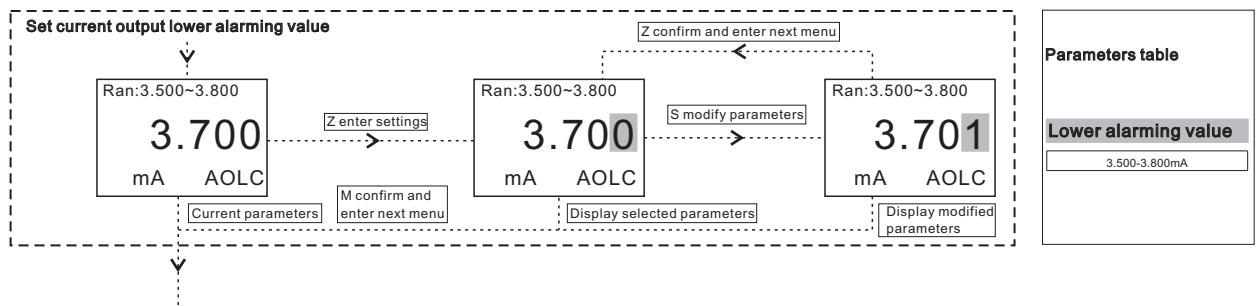 Set current output lower alarming value
Z confirm and enter next menu
Ran:3.500~3.800
3.700
mA AOLC
Z enter settings
Ran:3.500~3.800
3.700
mA AOLC
S modify parameters
Ran:3.500~3.800
3.701
mA AOLC
Current parameters
M confirm and
enter next menu
Display selected parameters
Display modified
parameters
Parameters table
Lower alarming value
3.500-3.800mA